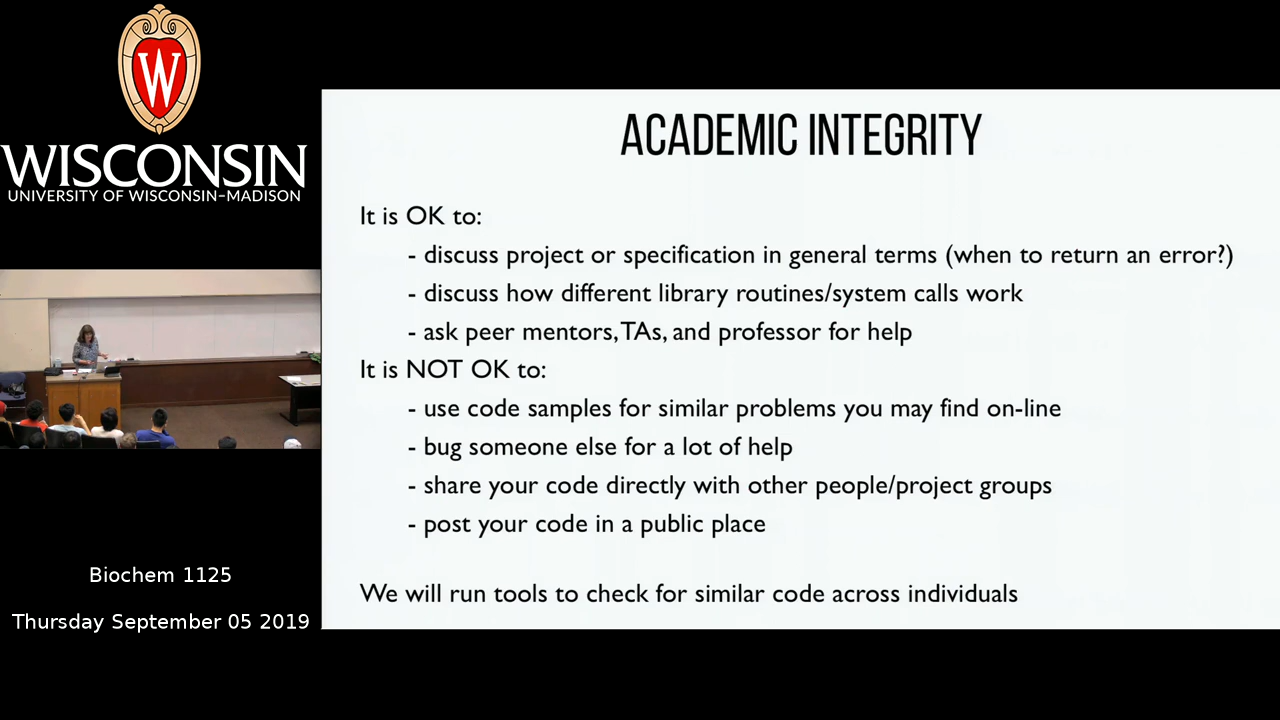 W
WISCONSIN
UNIVERSITY OF WISCONSIN-MADISON
Biochem 1125
Thursday September 05 2019
ACADEMIC INTEGRITY
It is OK to:
- discuss project or specification in general terms (when to return an error?)
- discuss how different library routines/system calls work
- ask peer mentors, TAs, and professor for help
It is NOT OK to:
- use code samples for similar problems you may find on-line
- bug someone else for a lot of help
- share your code directly with other people/project groups
- post your code in a public place
We will run tools to check for similar code across individuals